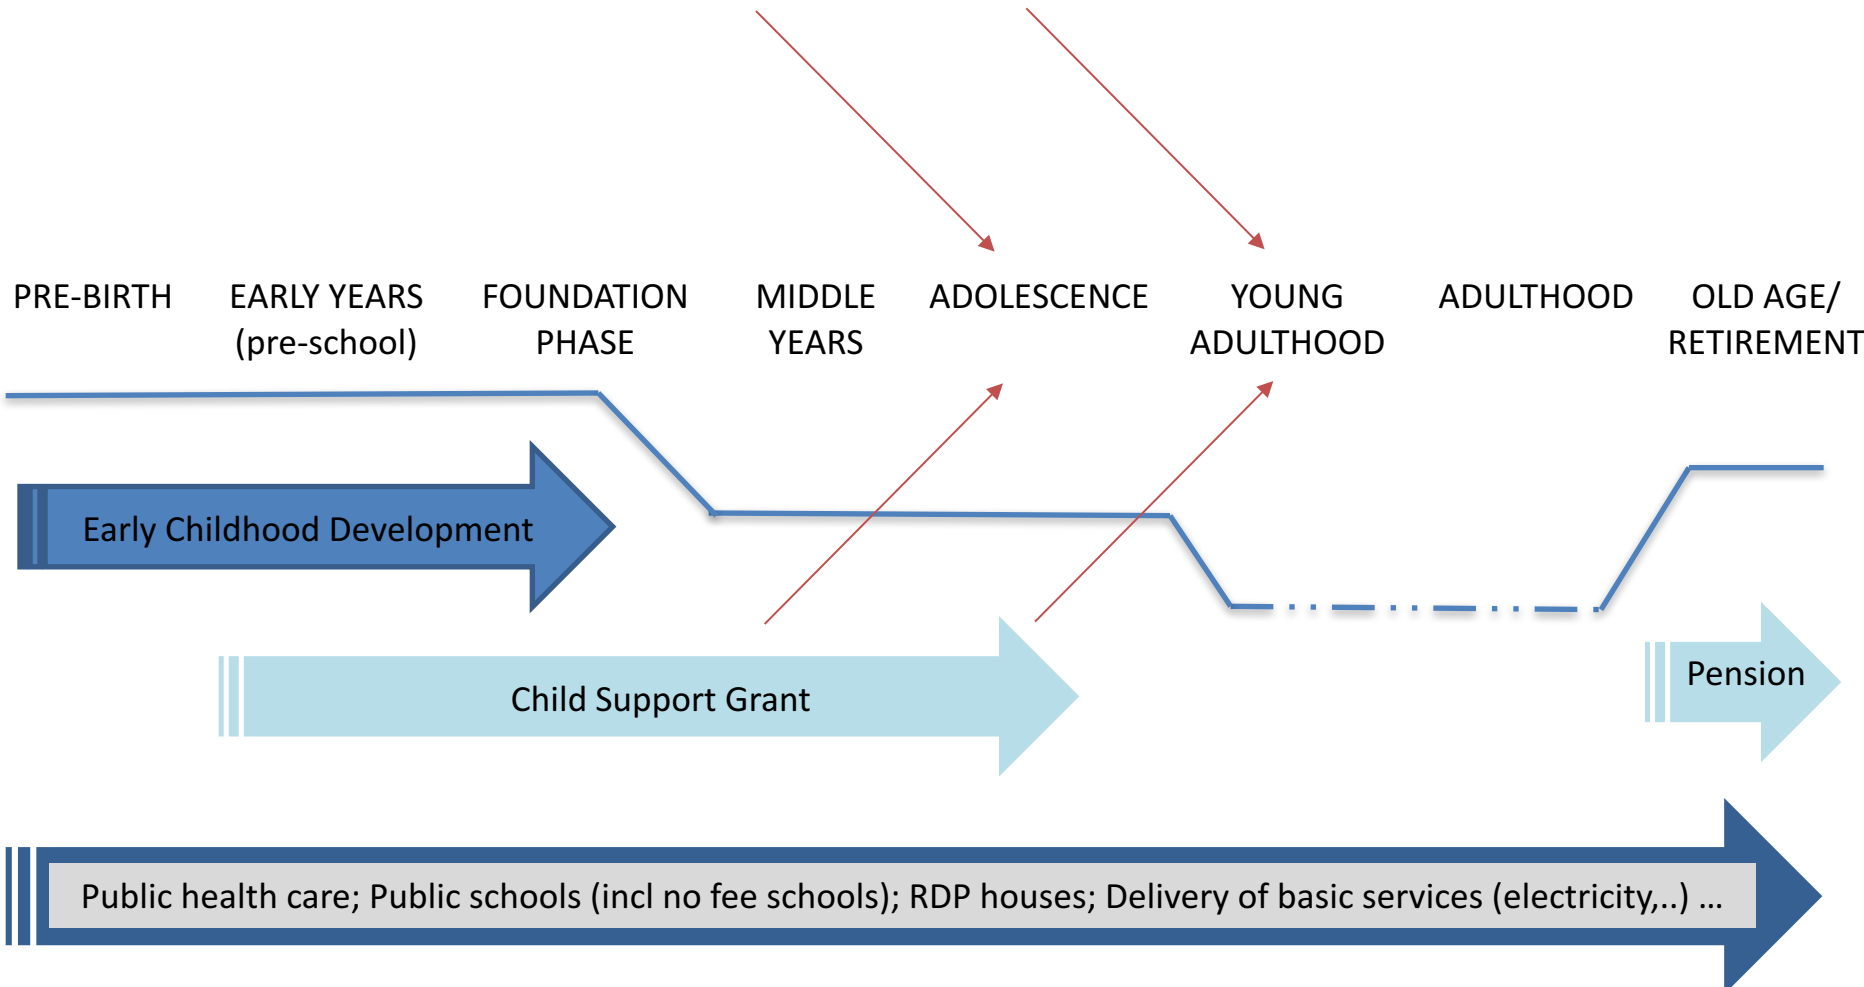 PRE-BIRTH
EARLY YEARS
(pre-school)
FOUNDATION
PHASE
MIDDLE
YEARS
ADOLESCENCE
YOUNG
ADULTHOOD
ADULTHOOD
OLD AGE/
RETIREMENT
Early Childhood Development
Child Support Grant
Pension
Public health care; Public schools (incl no fee schools); RDP houses; Delivery of basic services (electricity,..) ...